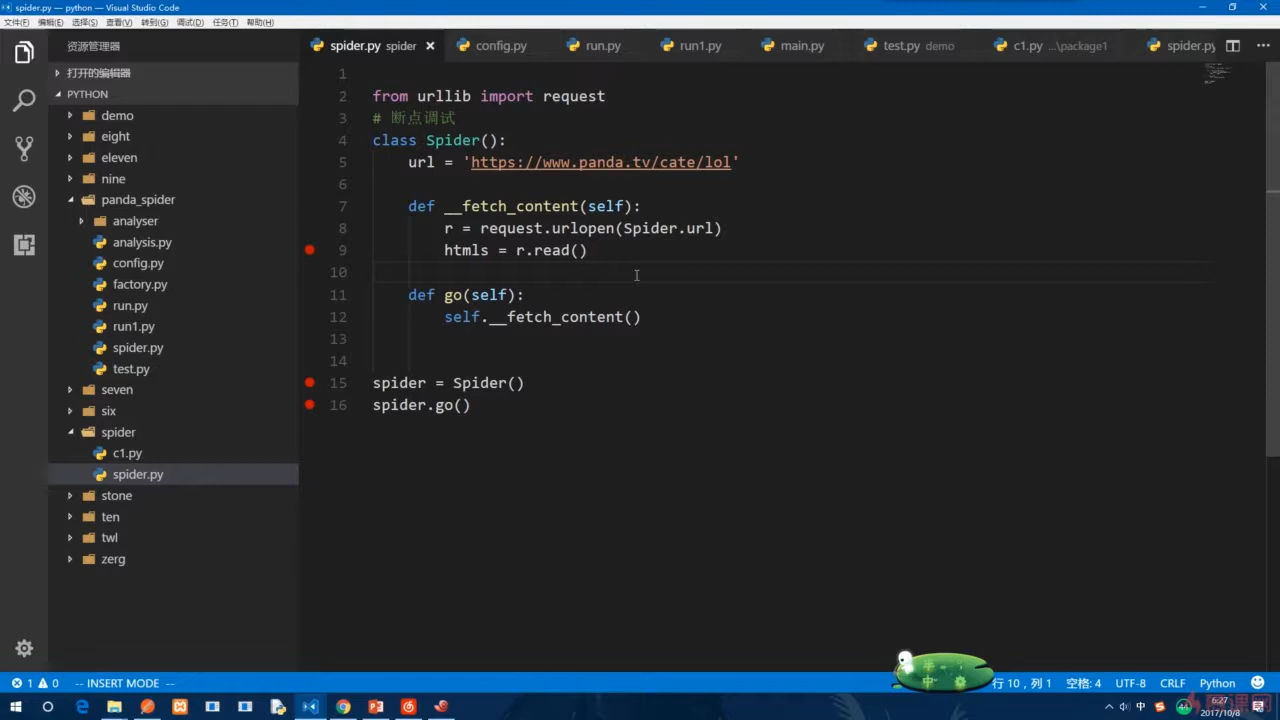 spider.py — python — Visual Studio Code
文件(F) 编辑(E) 选择(S) 查看(V) 转到(G) 调试(D) 任务(T) 帮助(H)
资源管理器
打开的编辑器
PYTHON
demo
eight
eleven
nine
panda_spider
analyser
analysis.py
config.py
factory.py
run.py
run1.py
spider.py
test.py
seven
six
spider
c1.py
spider.py
stone
ten
twl
zerg
spider.py spider config.py run.py run1.py main.py test.py demo c1.py ...\package1 spider.py
1
2 from urllib import request
3 # 断点调试
4 class Spider():
5 url = 'https://www.panda.tv/cate/lol'
6
7 def __fetch_content(self):
8 r = request.urlopen(Spider.url)
9 htmls = r.read()
10
11 def go(self):
12 self.__fetch_content()
13
14
15 spider = Spider()
16 spider.go()
1 0 -- INSERT MODE --
行 10，列 1 空格: 4 UTF-8 CRLF Python
中
44
中
6:27
2017/10/8